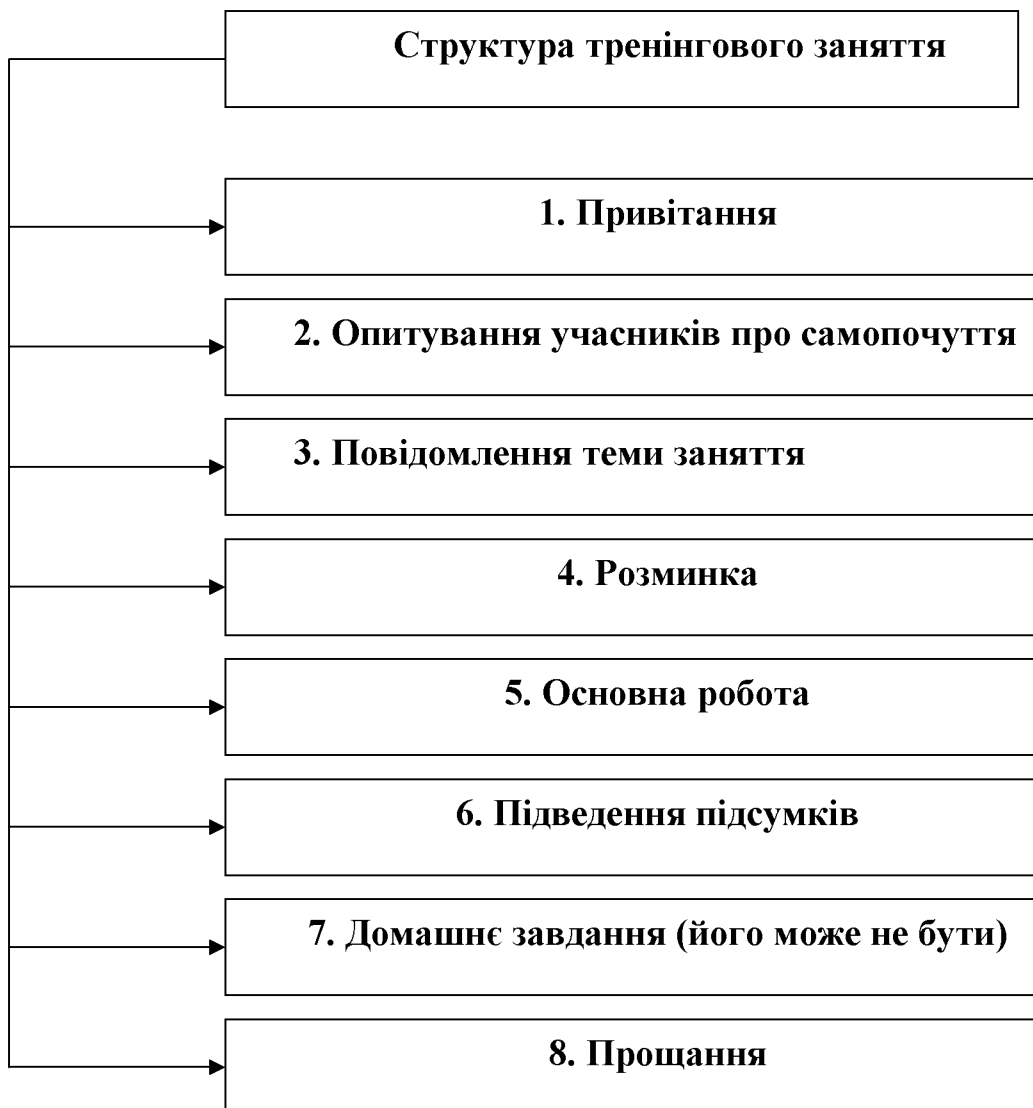 Структура тренінгового заняття
1. Привітання
2. Опитування учасників про самопочуття
3. Повідомлення теми заняття
4. Розминка
5. Основна робота
6. Підведення підсумків
7. Домашнє завдання (його може не бути)
8. Прощання